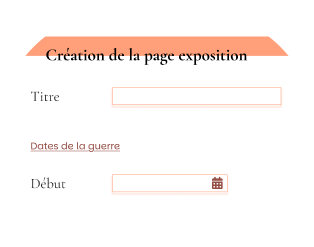 Création de la page exposition
Titre
Dates de la guerre
Début